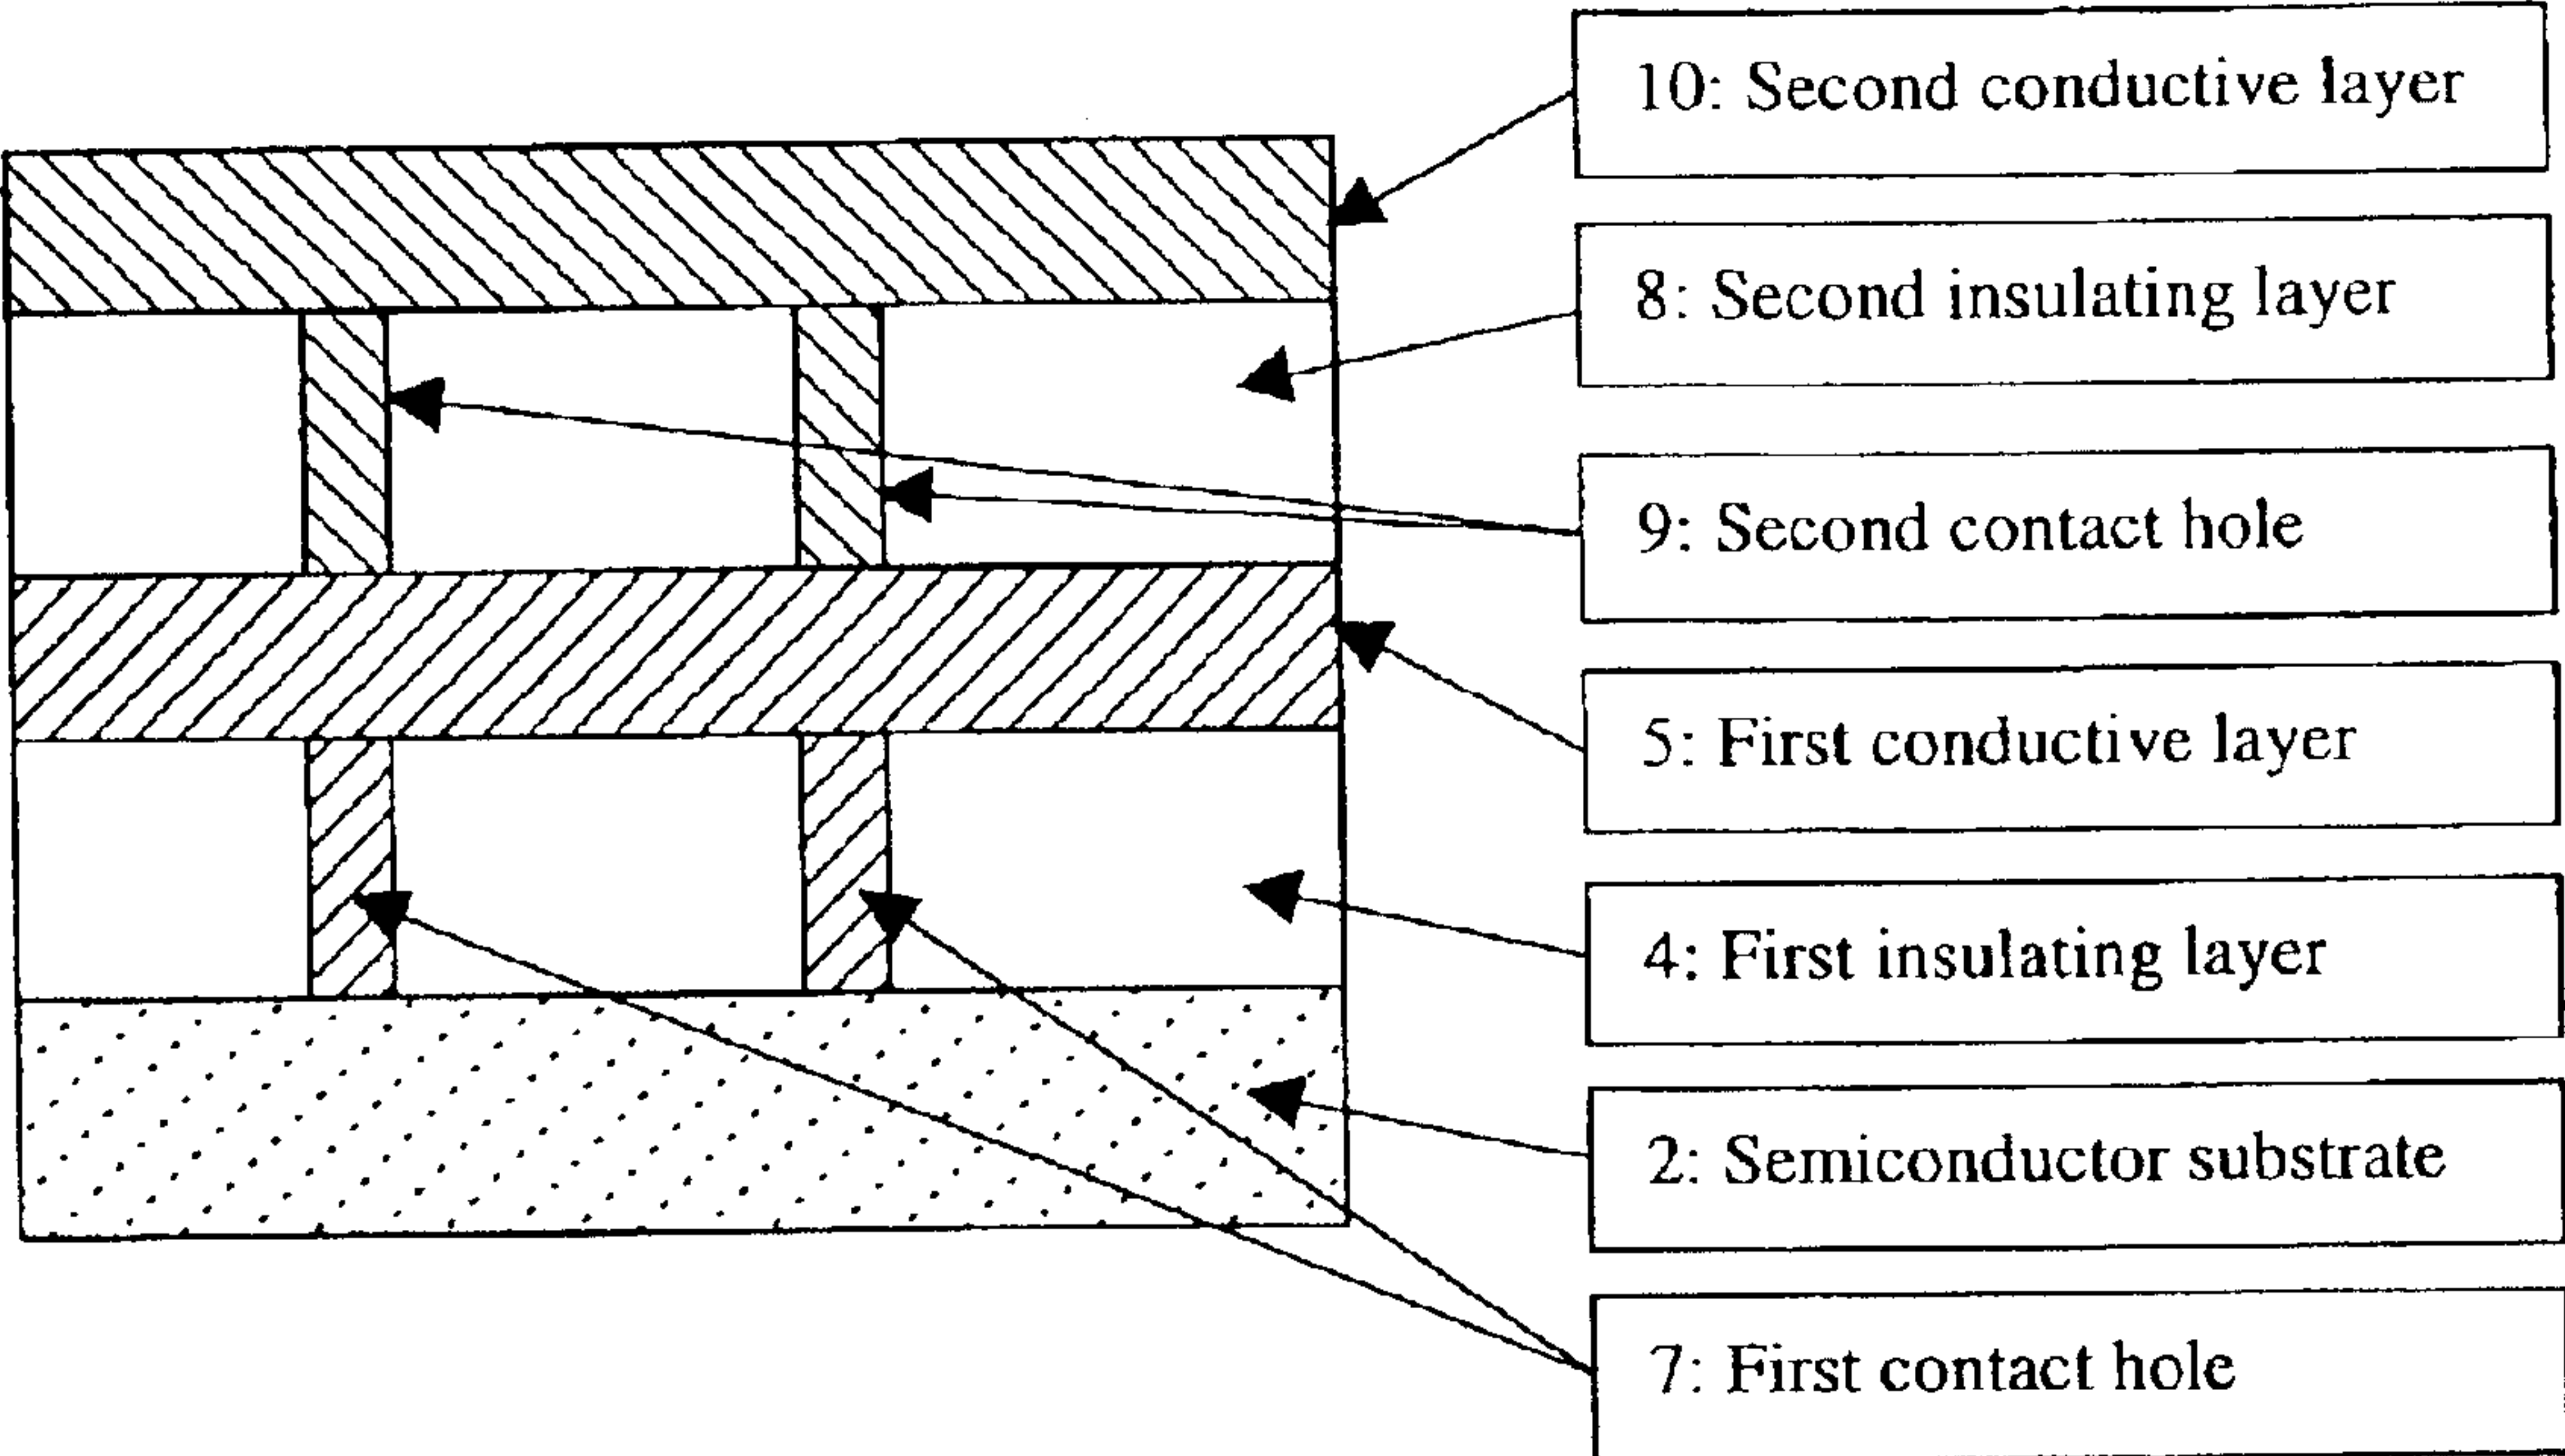 10: Second conductive layer
8: Second insulating layer
9: Second contact hole
5: First conductive layer
4: First insulating layer
2: Semiconductor substrate
7: First contact hole